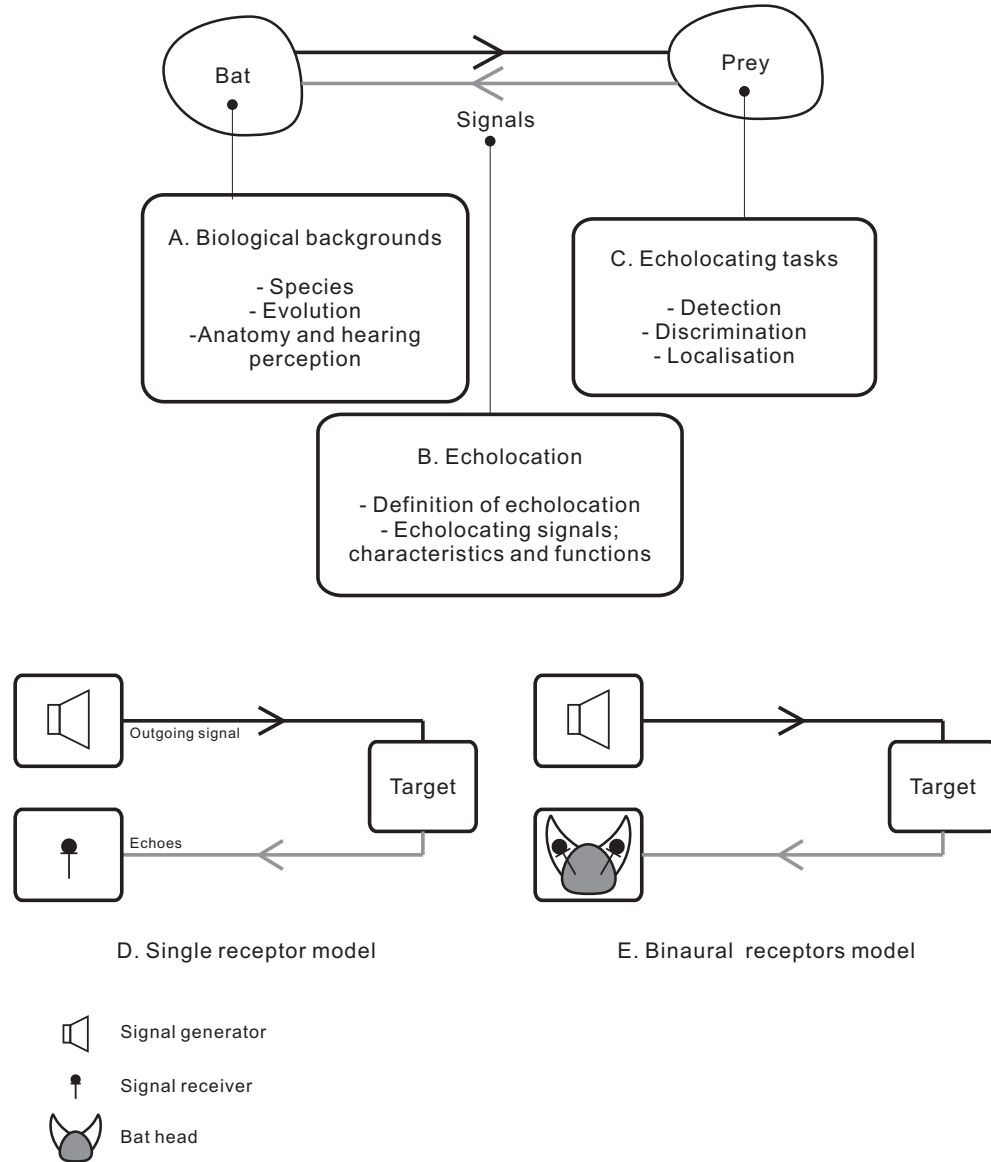 Bat
Prey
Signals
A. Biological backgrounds
- Species
- Evolution
-Anatomy and hearing
perception
C. Echolocating tasks
- Detection
- Discrimination
- Localisation
B. Echolocation
- Definition of echolocation
- Echolocating signals;
characteristics and functions
Outgoing signal
Target
Echoes
D. Single receptor model
Target
E. Binaural receptors model
Signal generator
Signal receiver
Bat head